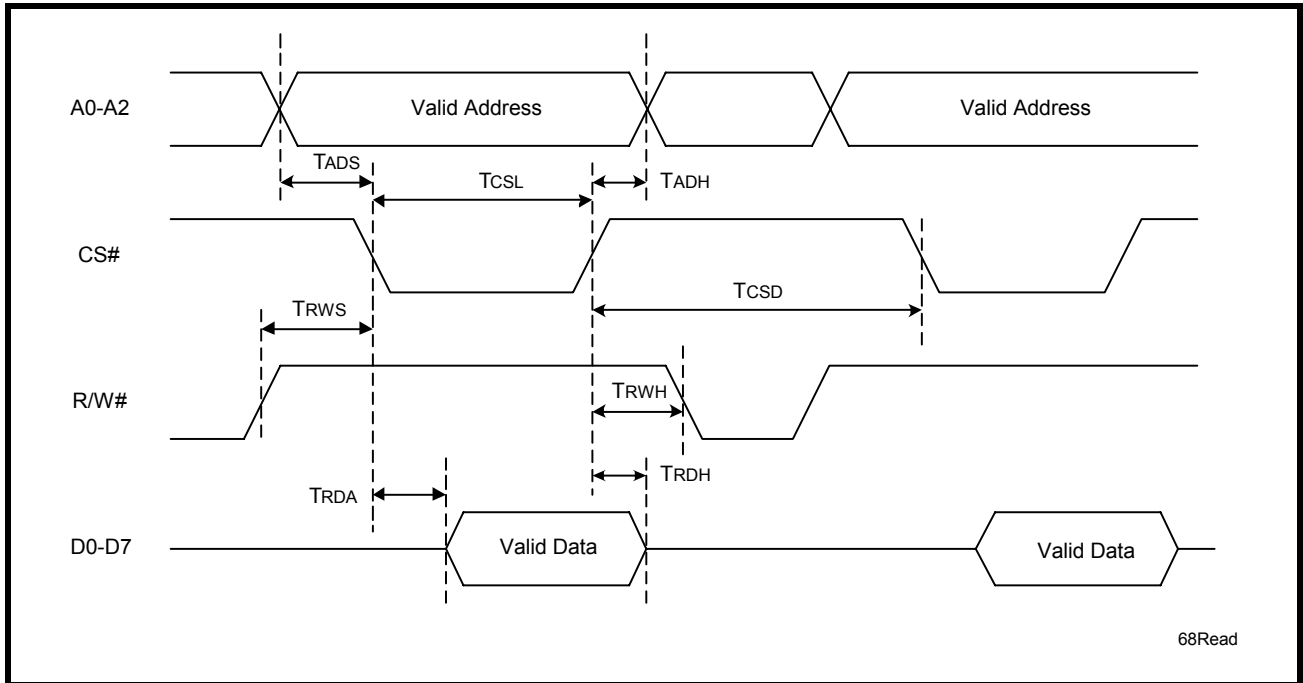 A0-A2
Valid Address
Valid Address
TADS
TCSL
TADH
CS#
TCSD
TRWS
R/W#
TRWH
TRDH
TRDA
D0-D7
Valid Data
Valid Data
68Read